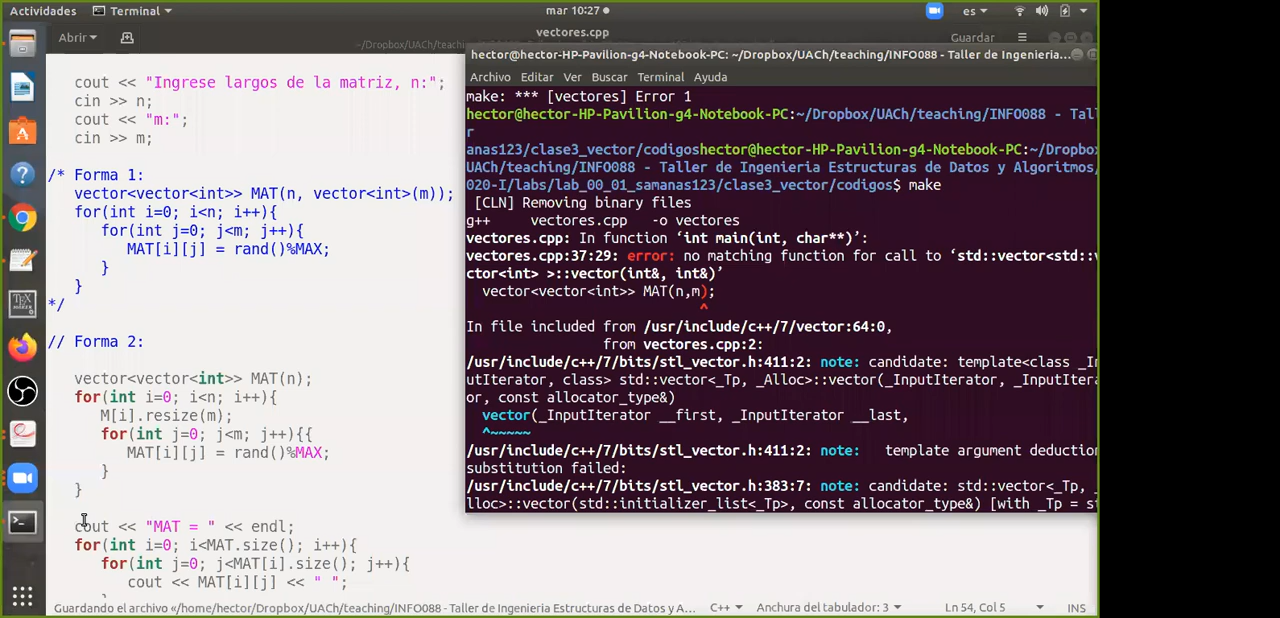 Actividades
Terminal
mar 10:27
es
Abrir
vectores.cpp
~/Dropbox/UACh/teachin
Guardar
cout << "Ingrese largos de la matriz, n:";
cin >> n;
cout << "m:";
cin >> m;
/* Forma 1:
vector<vector<int>> MAT(n, vector<int>(m));
for(int i=0; i<n; i++){
for(int j=0; j<m; j++){
MAT[i][j] = rand()%MAX;
}
}
*/
// Forma 2:
vector<vector<int>> MAT(n);
for(int i=0; i<n; i++){
M[i].resize(m);
for(int j=0; j<m; j++){{
MAT[i][j] = rand()%MAX;
}
}
cout << "MAT = " << endl;
for(int i=0; i<MAT.size(); i++){
for(int j=0; j<MAT[i].size(); j++){
cout << MAT[i][j] << " ";
Guardando el archivo «/home/hector/Dropbox/UACh/teaching/INFO088 - Taller de Ingenieria Estructuras de Datos y A...
C++
Anchura del tabulador: 3
Ln 54, Col 5
INS
hector@hector-HP-Pavilion-g4-Notebook-PC: ~/Dropbox/UACh/teaching/INFO088 - Taller de Ingenieria...
Archivo Editar Ver Buscar Terminal Ayuda
make: *** [vectores] Error 1
hector@hector-HP-Pavilion-g4-Notebook-PC:~/Dropbox/UACh/teaching/INFO088 - Tal
r
anas123/clase3_vector/codigoshector@hector-HP-Pavilion-g4-Notebook-PC:~/Dropbox
UACh/teaching/INFO088 - Taller de Ingenieria Estructuras de Datos y Algoritmos/
020-I/labs/lab_00_01_samanas123/clase3_vector/codigos$ make
[CLN] Removing binary files
g++ vectores.cpp -o vectores
vectores.cpp: In function ‘int main(int, char**)’:
vectores.cpp:37:29: error: no matching function for call to ‘std::vector<std::v
ctor<int> >::vector(int&, int&)’
vector<vector<int>> MAT(n,m);
^
In file included from /usr/include/c++/7/vector:64:0,
from vectores.cpp:2:
/usr/include/c++/7/bits/stl_vector.h:411:2: note: candidate: template<class _In
utIterator, class> std::vector<_Tp, _Alloc>::vector(_InputIterator, _InputItera
or, const allocator_type&)
vector(_InputIterator __first, _InputIterator __last,
^~~~~~
/usr/include/c++/7/bits/stl_vector.h:411:2: note: template argument deduction
substitution failed:
/usr/include/c++/7/bits/stl_vector.h:383:7: note: candidate: std::vector<_Tp, _
lloc>::vector(std::initializer_list<_Tp>, const allocator_type&) [with _Tp = st